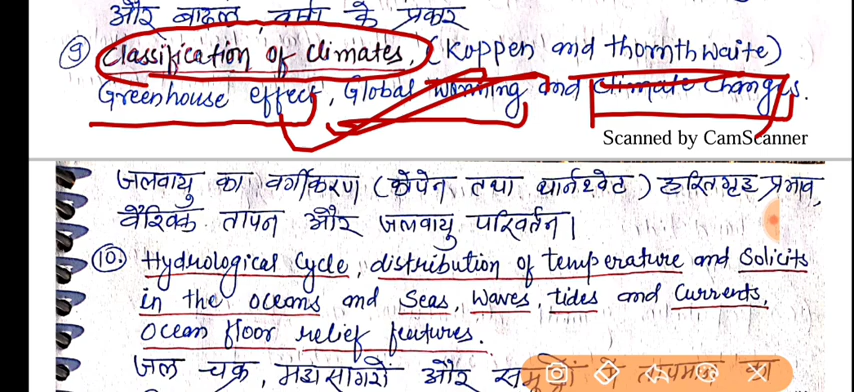 और बादल वर्षा के प्रकार
⑨ Classification of climates, (Koppen and thornthwaite)
Greenhouse effect, Global Warming and Climate Changes.
Scanned by CamScanner
जलवायु का वर्गीकरण (कोपेन तथा थार्नथ्वेट) हरितगृह प्रभाव,
वैश्विक तापन और जलवायु परिवर्तन।
⑩. Hydrological Cycle, distribution of temperature and Solicits
in the oceans and Seas, Waves, tides and Currents,
Ocean floor relief features.
जल चक्र, महासागरों और समुद्रों में तापमान का